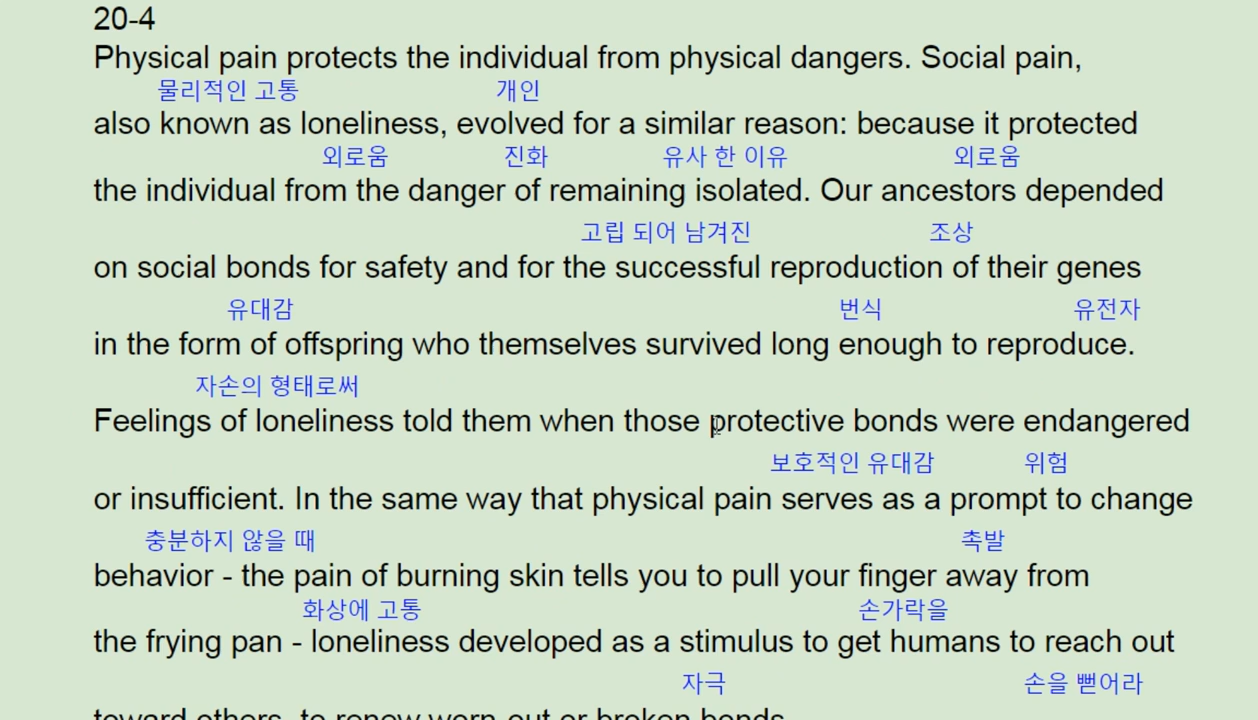 20-4
Physical pain protects the individual from physical dangers. Social pain,
물리적인 고통 개인
also known as loneliness, evolved for a similar reason: because it protected
외로움 진화 유사 한 이유 외로움
the individual from the danger of remaining isolated. Our ancestors depended
고립 되어 남겨진 조상
on social bonds for safety and for the successful reproduction of their genes
유대감 번식 유전자
in the form of offspring who themselves survived long enough to reproduce.
자손의 형태로써
Feelings of loneliness told them when those protective bonds were endangered
보호적인 유대감 위험
or insufficient. In the same way that physical pain serves as a prompt to change
충분하지 않을 때 촉발
behavior - the pain of burning skin tells you to pull your finger away from
화상에 고통 손가락을
the frying pan - loneliness developed as a stimulus to get humans to reach out
자극 손을 뻗어라
toward others, to renew worn-out or broken bonds.